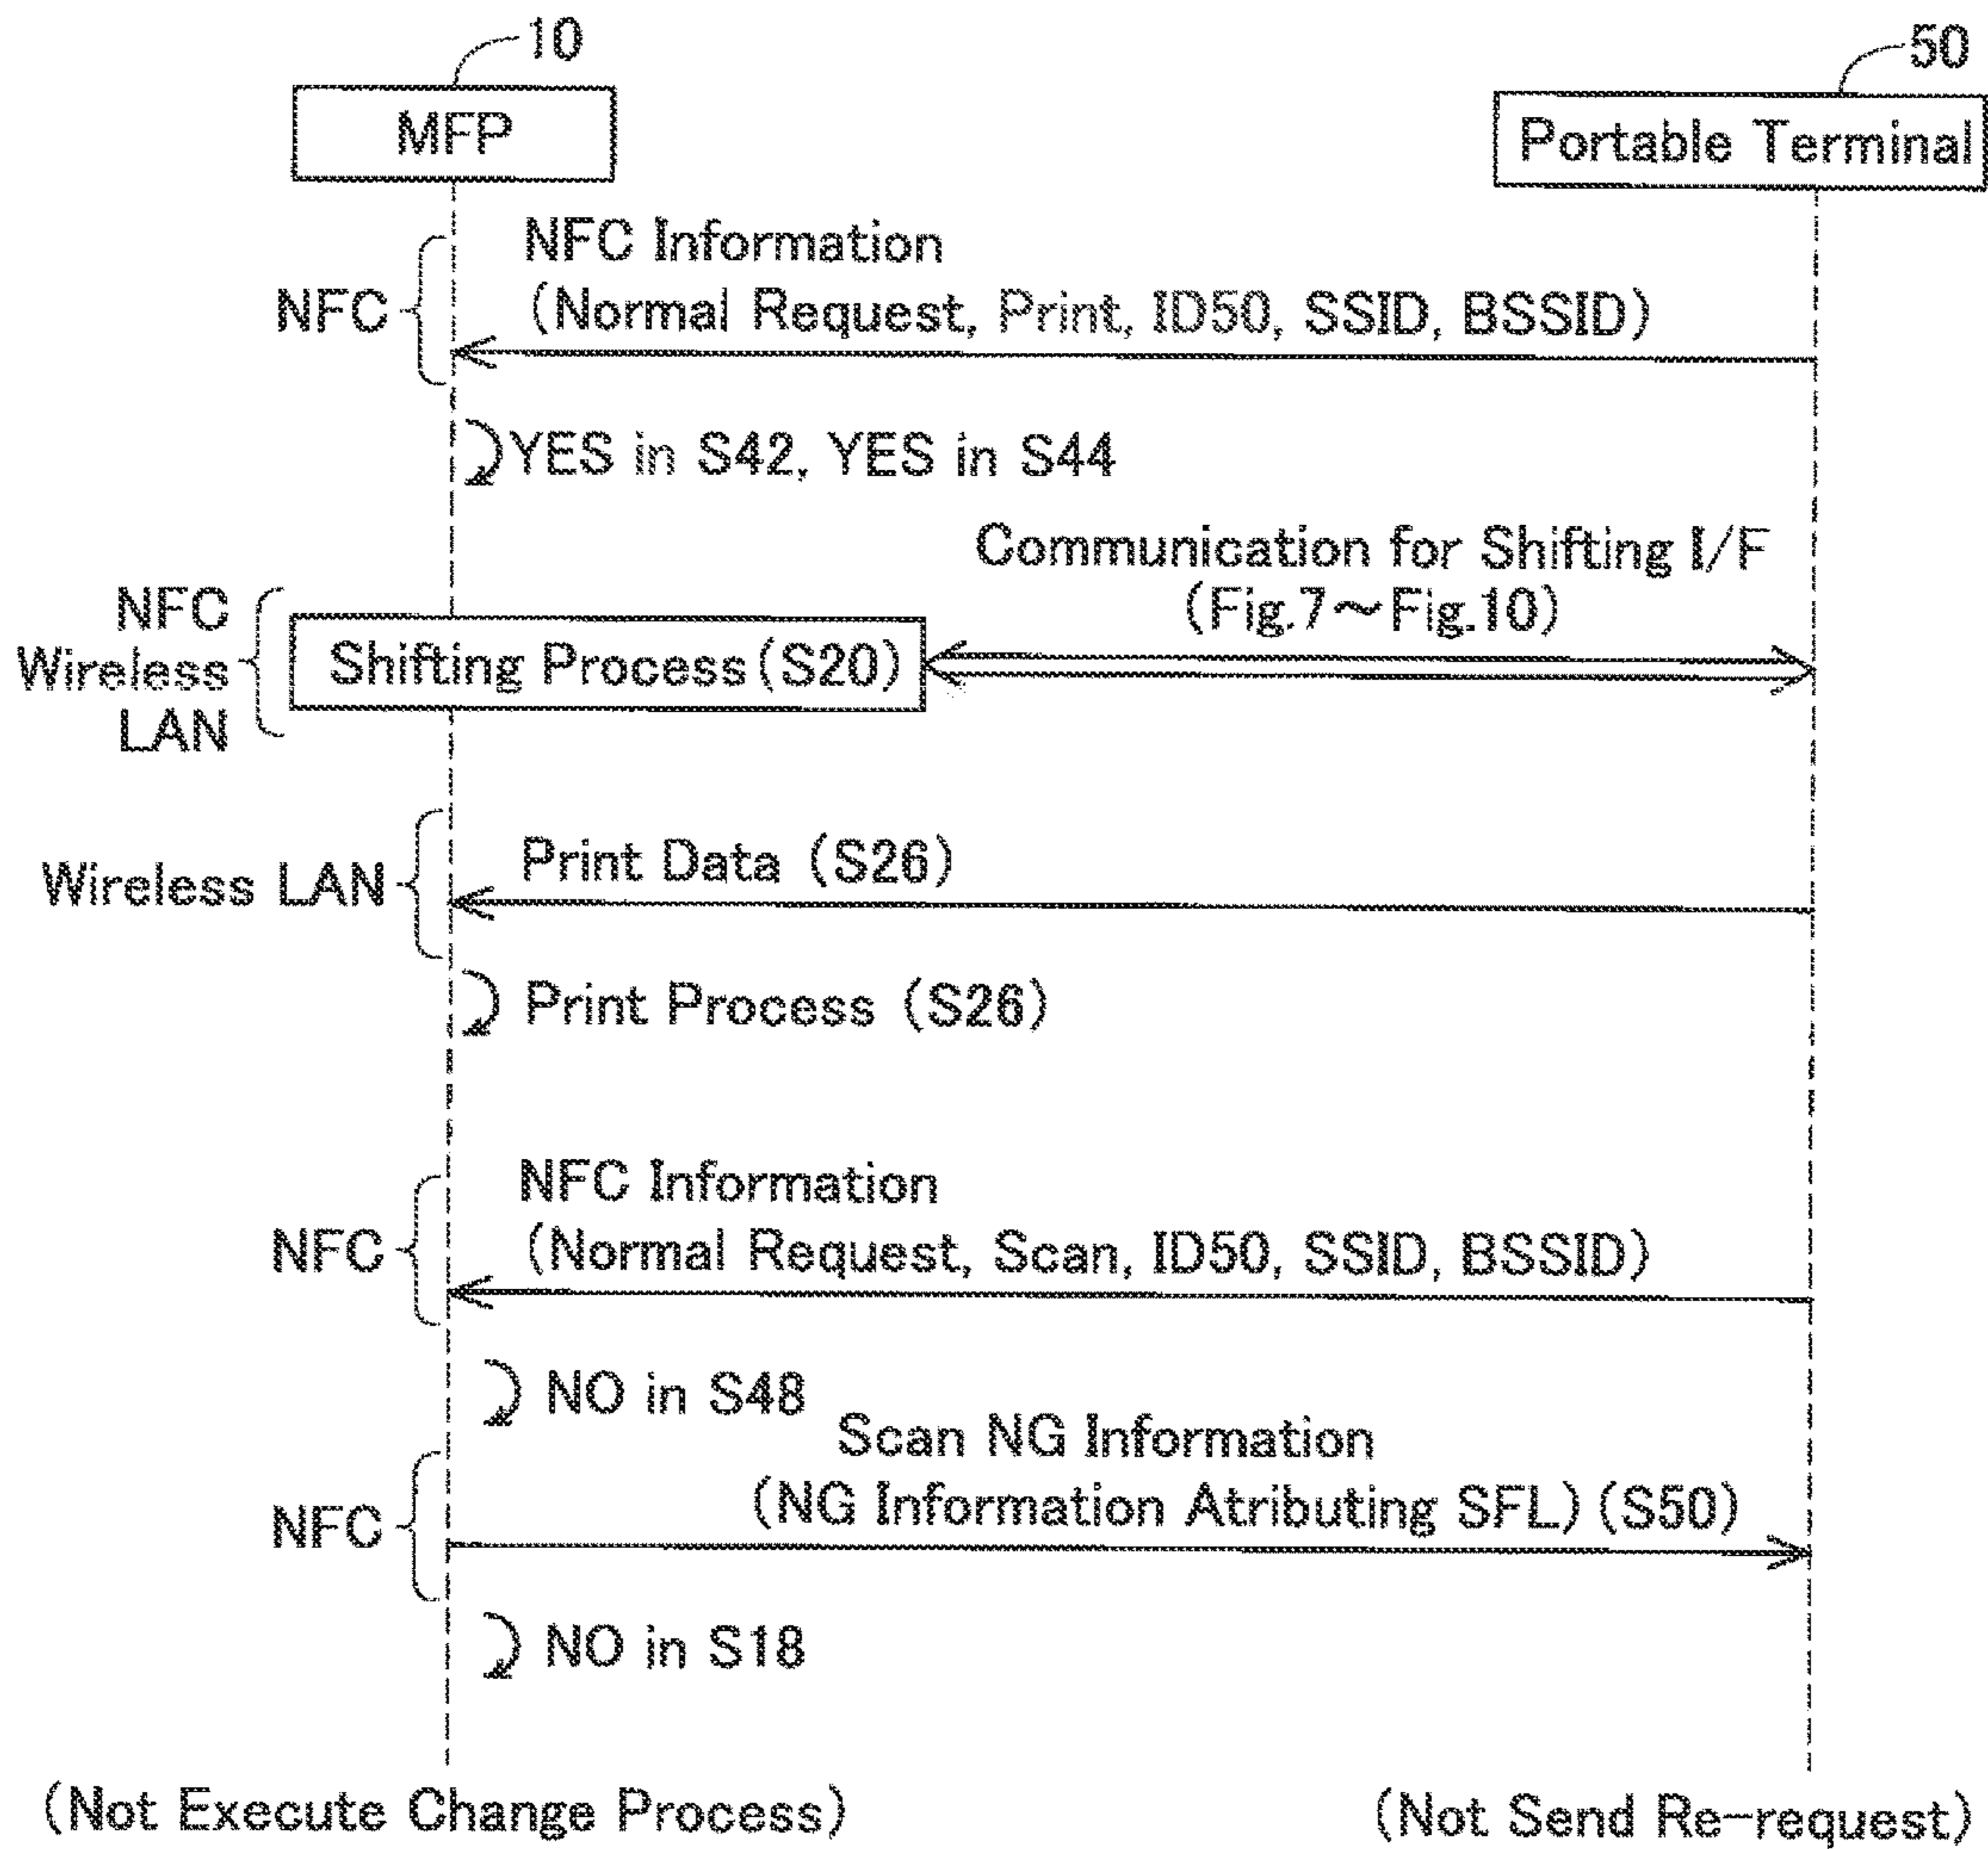 10
50
MFP
Portable Terminal
NFC Information
NFC
(Normal Request, Print, ID50, SSID, BSSID)
YES in S42, YES in S44
Communication for Shifting I/F
(Fig.7～Fig.10)
NFC
Wireless
LAN
Shifting Process(S20)
Wireless LAN
Print Data (S26)
Print Process (S26)
NFC Information
NFC
(Normal Request, Scan, ID50, SSID, BSSID)
NO in S48
Scan NG Information
NFC
(NG Information Atributing SFL)(S50)
NO in S18
(Not Execute Change Process)
(Not Send Re-request)